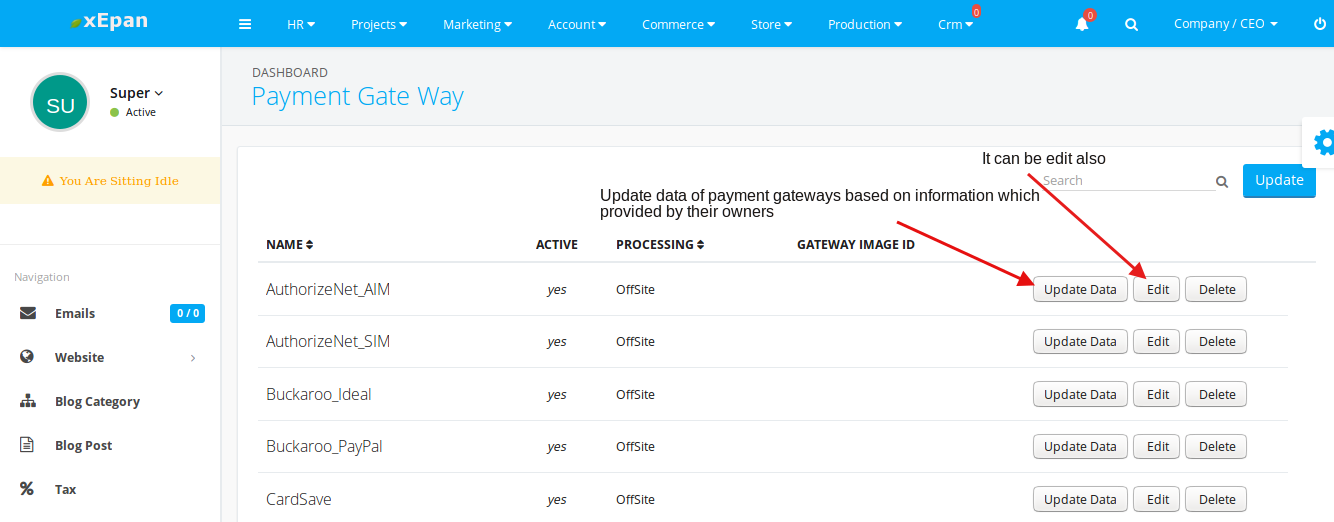 xEpan
HR Projects Marketing Account Commerce Store Production Crm 0 0 Company / CEO
SU
Super
Active
You Are Sitting Idle
Navigation
Emails 0 / 0
Website
Blog Category
Blog Post
Tax
DASHBOARD
Payment Gate Way
It can be edit also
Search Update
Update data of payment gateways based on information which
provided by their owners
NAME ACTIVE PROCESSING GATEWAY IMAGE ID
AuthorizeNet_AIM yes OffSite Update Data Edit Delete
AuthorizeNet_SIM yes OffSite Update Data Edit Delete
Buckaroo_Ideal yes OffSite Update Data Edit Delete
Buckaroo_PayPal yes OffSite Update Data Edit Delete
CardSave yes OffSite Update Data Edit Delete